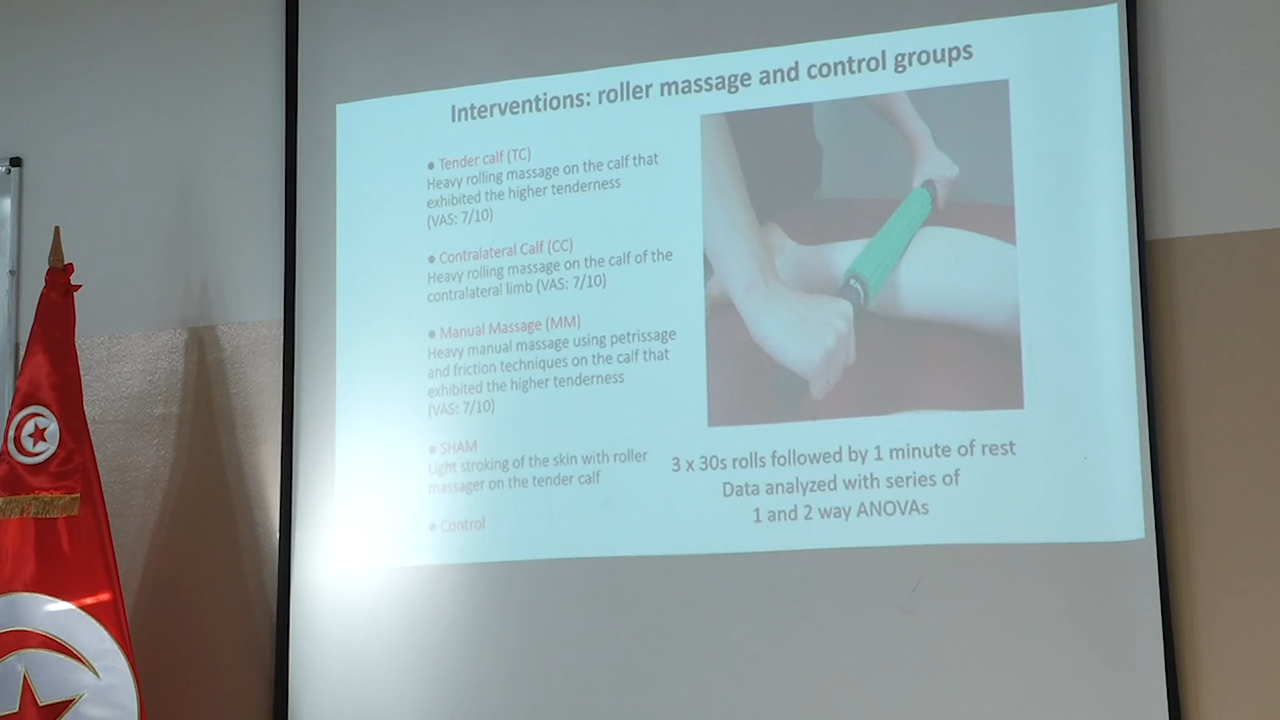 Interventions: roller massage and control groups
● Tender calf (TC)
Heavy rolling massage on the calf that
exhibited the higher tenderness
(VAS: 7/10)
● Contralateral Calf (CC)
Heavy rolling massage on the calf of the
contralateral limb (VAS: 7/10)
● Manual Massage (MM)
Heavy manual massage using petrissage
and friction techniques on the calf that
exhibited the higher tenderness
(VAS: 7/10)
● SHAM
Light stroking of the skin with roller
massager on the tender calf
● Control
3 x 30s rolls followed by 1 minute of rest
Data analyzed with series of
1 and 2 way ANOVAs